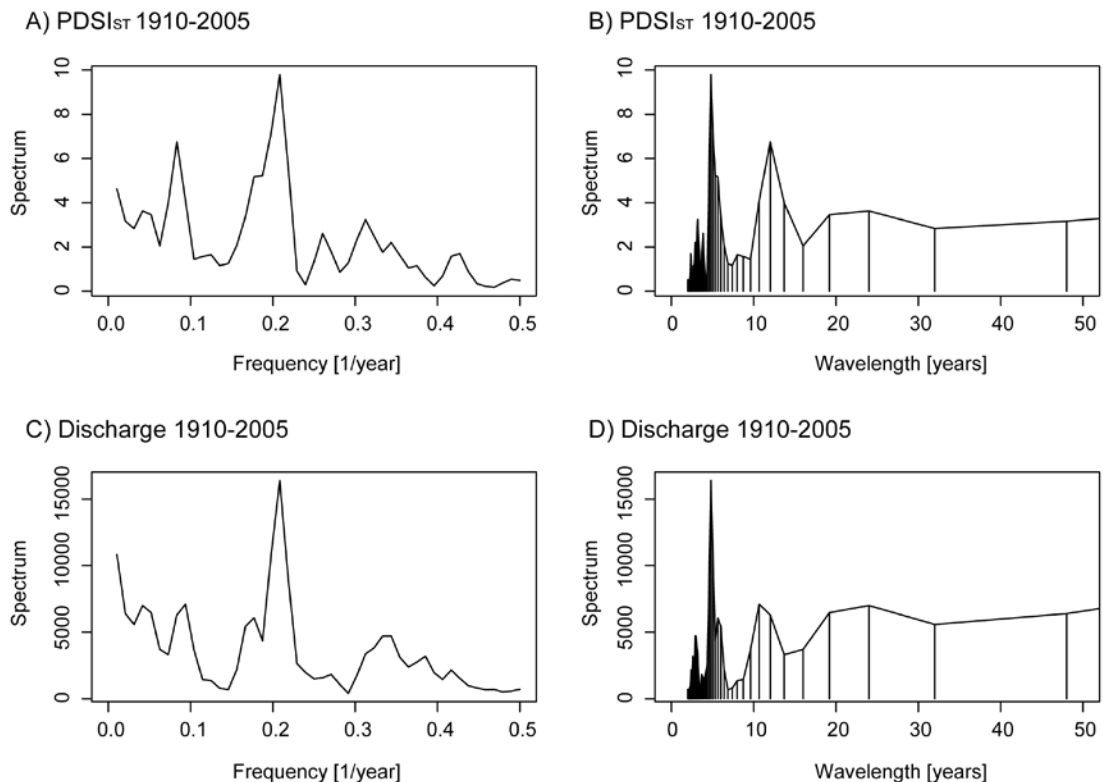 A) PDSIST 1910-2005
10
8
6
4
2
0
Spectrum
0.0 0.1 0.2 0.3 0.4 0.5
Frequency [1/year]
B) PDSIST 1910-2005
10
8
6
4
2
0
Spectrum
0 10 20 30 40 50
Wavelength [years]
C) Discharge 1910-2005
15000
10000
5000
0
Spectrum
0.0 0.1 0.2 0.3 0.4 0.5
Frequency [1/year]
D) Discharge 1910-2005
15000
10000
5000
0
Spectrum
0 10 20 30 40 50
Wavelength [years]